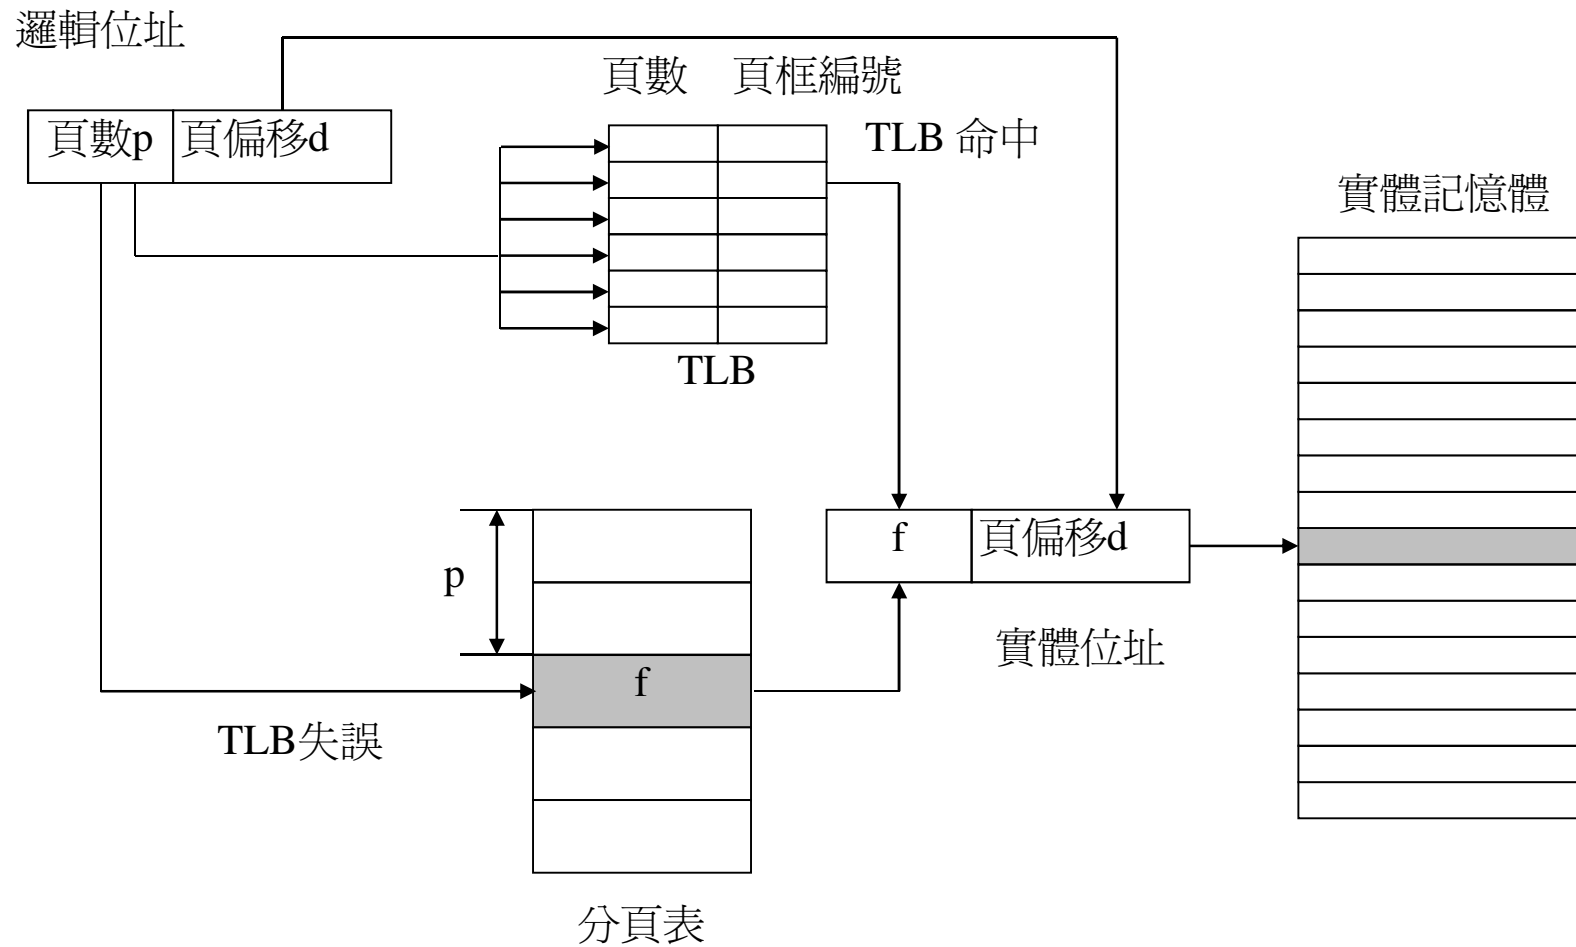 邏輯位址
頁數 頁框編號
頁數p 頁偏移d
TLB 命中
實體記憶體
TLB
f 頁偏移d
p
實體位址
f
TLB失誤
分頁表